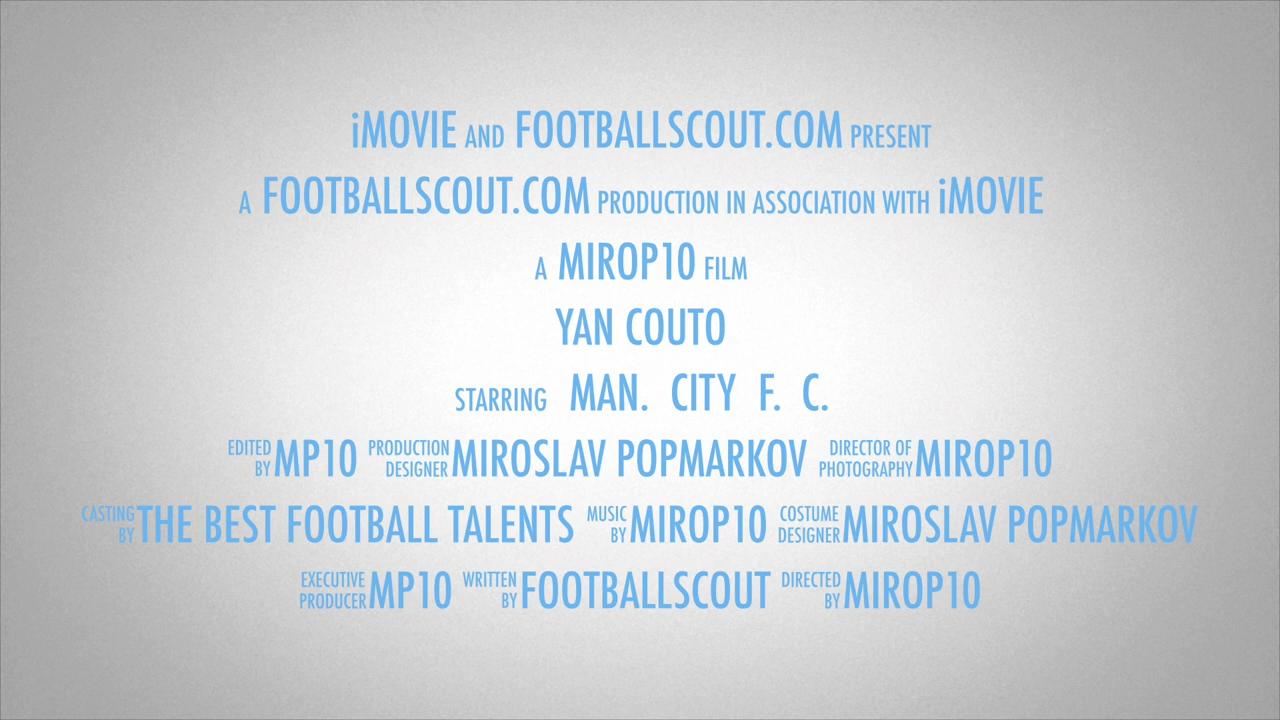 iMOVIE AND FOOTBALLSCOUT.COM PRESENT
A FOOTBALLSCOUT.COM PRODUCTION IN ASSOCIATION WITH iMOVIE
A MIROP10 FILM
YAN COUTO
STARRING MAN. CITY F. C.
EDITED BY MP10 PRODUCTION DESIGNER MIROSLAV POPMARKOV DIRECTOR OF PHOTOGRAPHY MIROP10
CASTING BY THE BEST FOOTBALL TALENTS MUSIC BY MIROP10 COSTUME DESIGNER MIROSLAV POPMARKOV
EXECUTIVE PRODUCER MP10 WRITTEN BY FOOTBALLSCOUT DIRECTED BY MIROP10